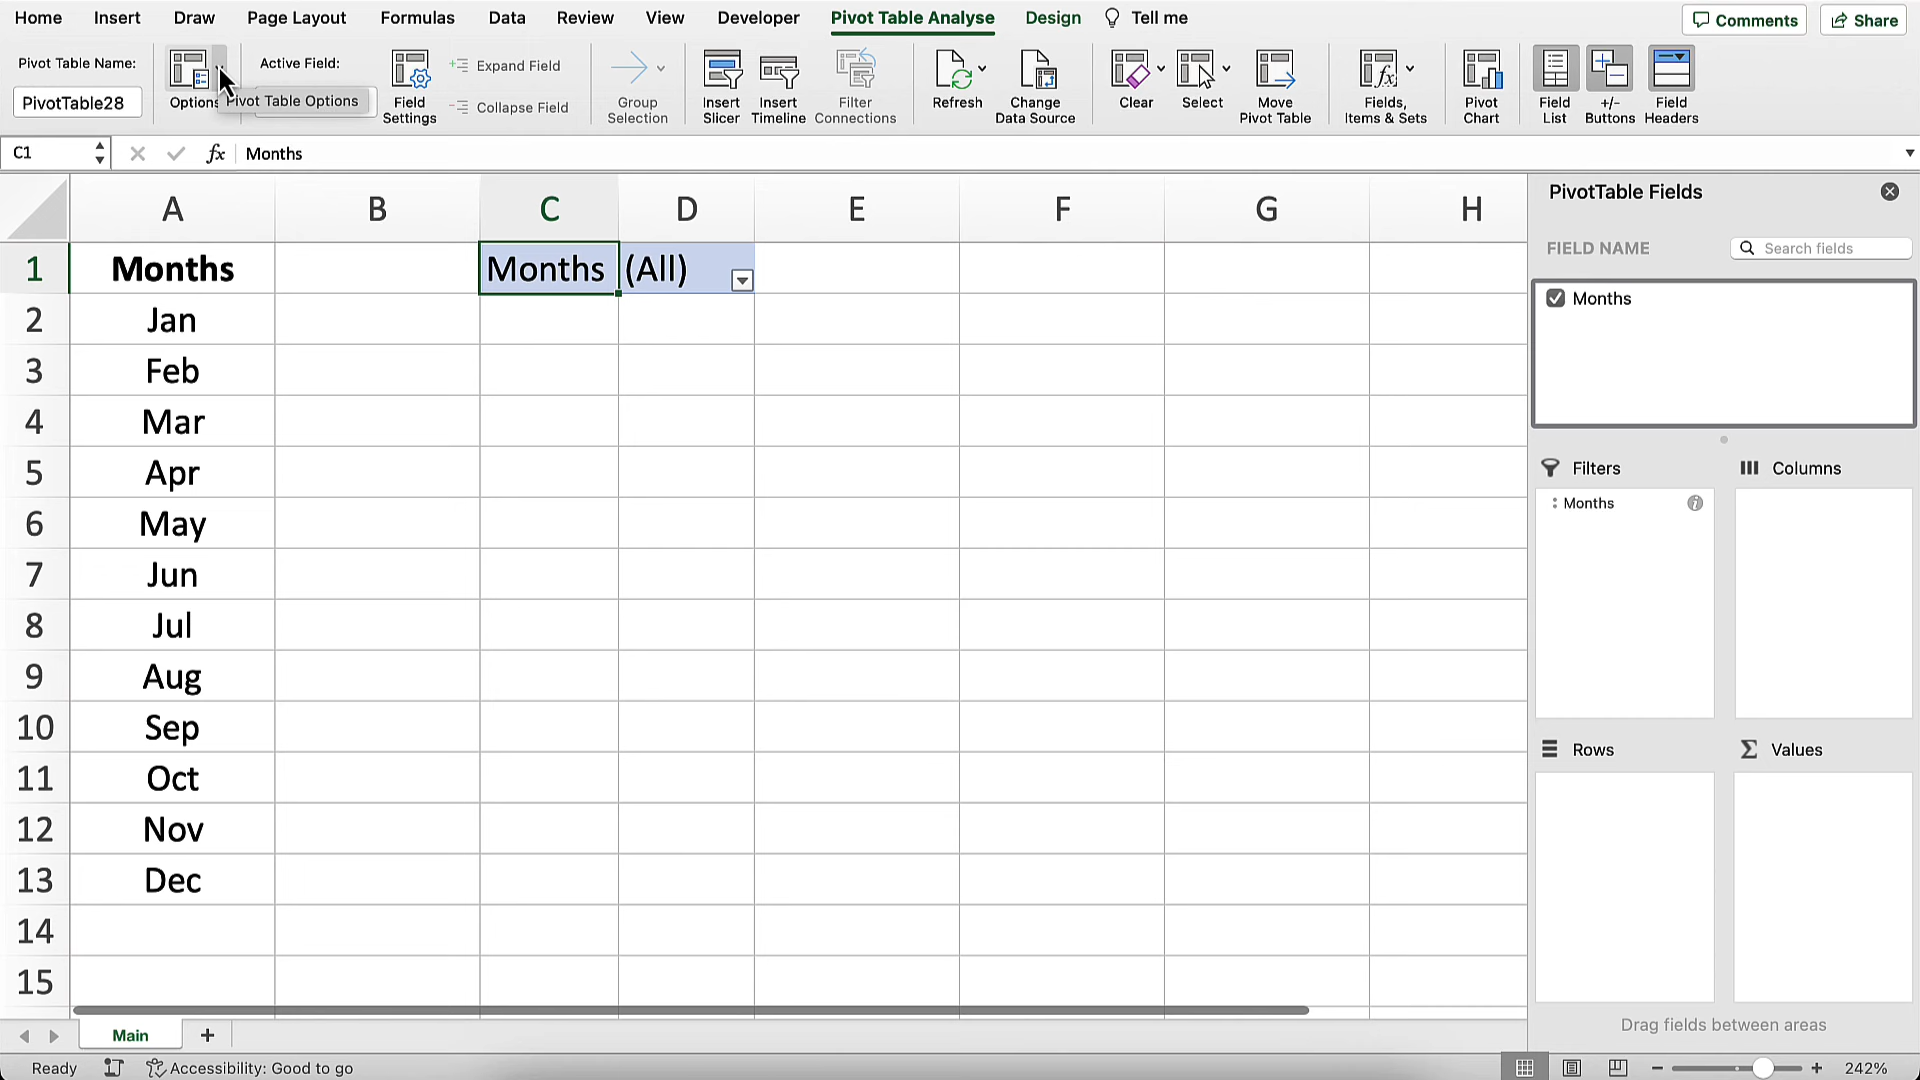 Home Insert Draw Page Layout Formulas Data Review View Developer Pivot Table Analyse Design Tell me Comments Share
Pivot Table Name:
PivotTable28
Options
Pivot Table Options
Active Field:
Field
Settings
Expand Field
Collapse Field
Group
Selection
Insert
Slicer
Insert
Timeline
Filter
Connections
Refresh
Change
Data Source
Clear
Select
Move
Pivot Table
Fields,
Items & Sets
Pivot
Chart
Field
List
+/-
Buttons
Field
Headers
C1 fx Months
A B C D E F G H
1 Months Months (All)
2 Jan
3 Feb
4 Mar
5 Apr
6 May
7 Jun
8 Jul
9 Aug
10 Sep
11 Oct
12 Nov
13 Dec
14
15
PivotTable Fields
FIELD NAME Search fields
Months
Filters Columns
Months
Rows Values
Drag fields between areas
Main +
Ready Accessibility: Good to go 242%